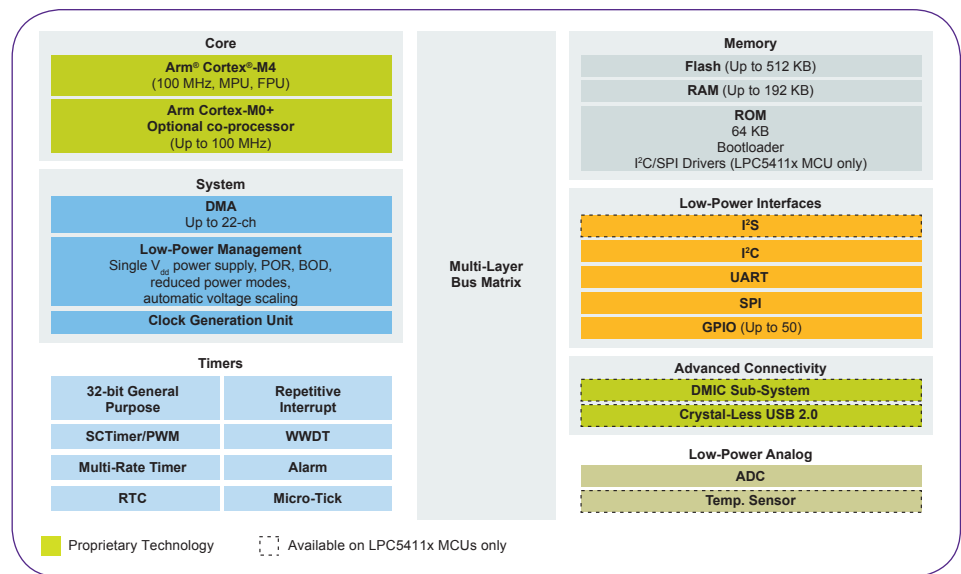 Core
Arm® Cortex®-M4
(100 MHz, MPU, FPU)
Arm Cortex-M0+
Optional co-processor
(Up to 100 MHz)
System
DMA
Up to 22-ch
Low-Power Management
Single Vdd power supply, POR, BOD,
reduced power modes,
automatic voltage scaling
Clock Generation Unit
Timers
32-bit General
Purpose
Repetitive
Interrupt
SCTimer/PWM
WWDT
Multi-Rate Timer
Alarm
RTC
Micro-Tick
Multi-Layer
Bus Matrix
Memory
Flash (Up to 512 KB)
RAM (Up to 192 KB)
ROM
64 KB
Bootloader
I²C/SPI Drivers (LPC5411x MCU only)
Low-Power Interfaces
I²S
I²C
UART
SPI
GPIO (Up to 50)
Advanced Connectivity
DMIC Sub-System
Crystal-Less USB 2.0
Low-Power Analog
ADC
Temp. Sensor
Proprietary Technology
Available on LPC5411x MCUs only